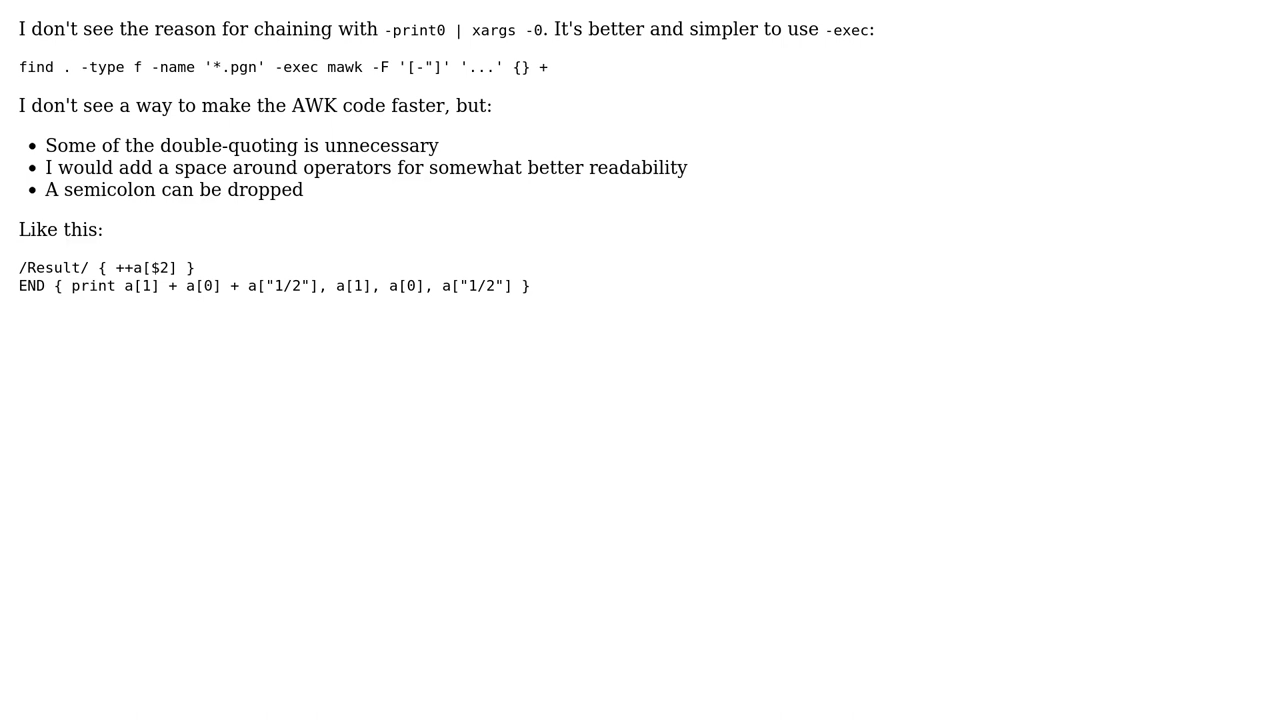 I don't see the reason for chaining with -print0 | xargs -0. It's better and simpler to use -exec:
find . -type f -name '*.pgn' -exec mawk -F '[-"]' '...' {} +
I don't see a way to make the AWK code faster, but:
• Some of the double-quoting is unnecessary
• I would add a space around operators for somewhat better readability
• A semicolon can be dropped
Like this:
/Result/ { ++a[$2] }
END { print a[1] + a[0] + a["1/2"], a[1], a[0], a["1/2"] }